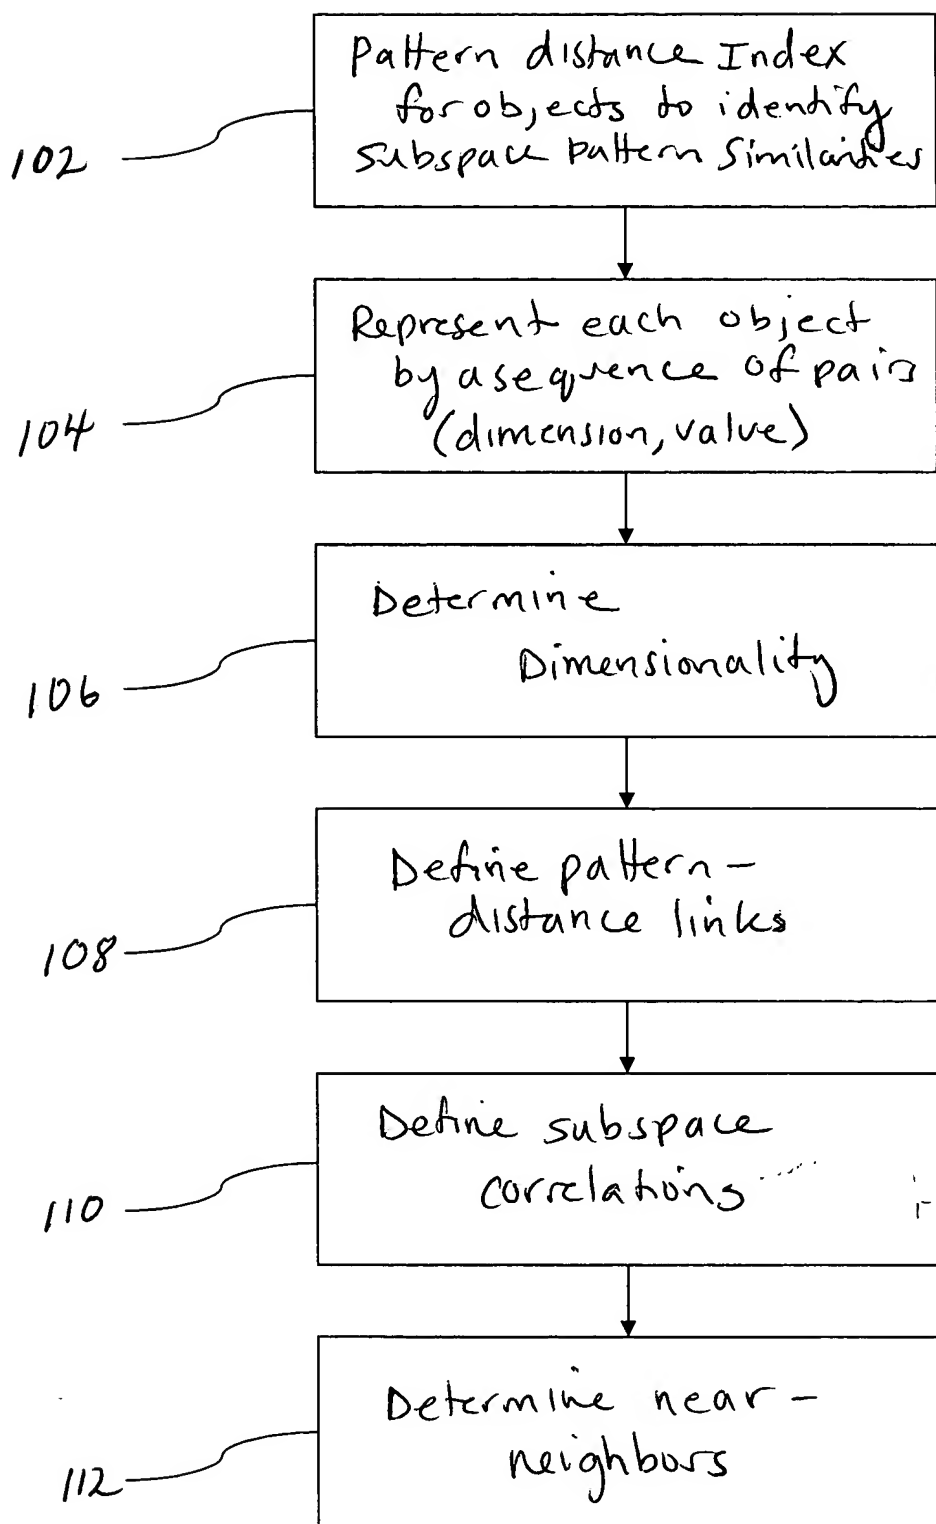 Pattern distance Index
for objects to identify
subspace pattern similarities
102
Represent each object
by a sequence of pairs
(dimension, value)
104
Determine
Dimensionality
106
Define pattern-
distance links
108
Define subspace
correlations
110
Determine near-
neighbors
112